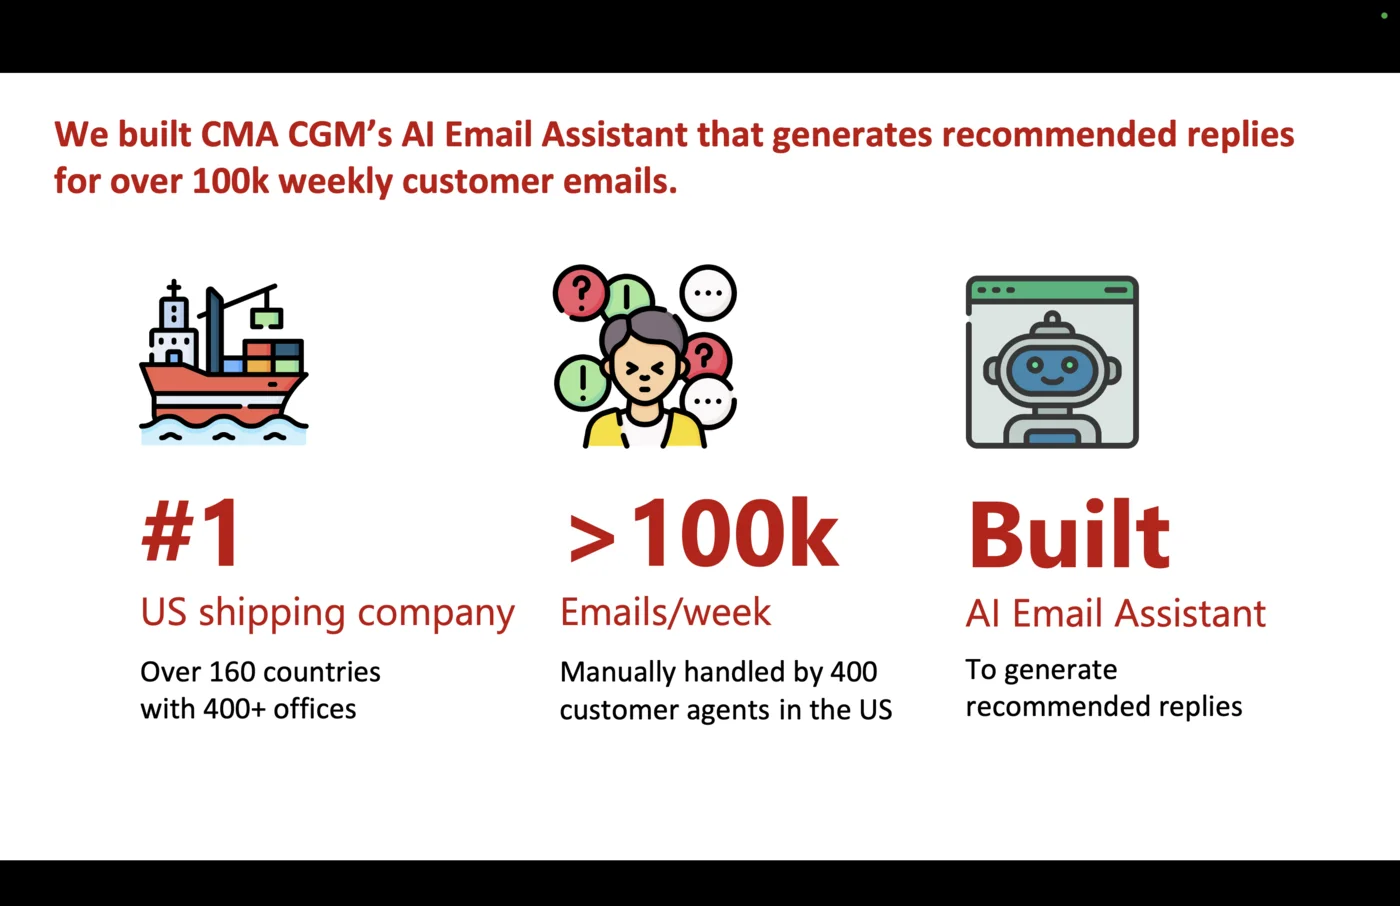 We built CMA CGM’s AI Email Assistant that generates recommended replies
for over 100k weekly customer emails.
#1
US shipping company
Over 160 countries
with 400+ offices
>100k
Emails/week
Manually handled by 400
customer agents in the US
Built
AI Email Assistant
To generate
recommended replies